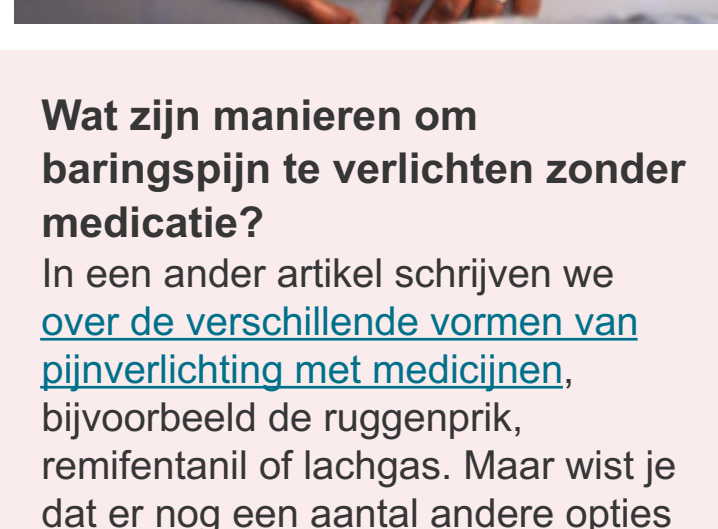 Wat zijn manieren om
baringspijn te verlichten zonder
medicatie?
In een ander artikel schrijven we
over de verschillende vormen van
pijnverlichting met medicijnen,
bijvoorbeeld de ruggenprik,
remifentanil of lachgas. Maar wist je
dat er nog een aantal andere opties